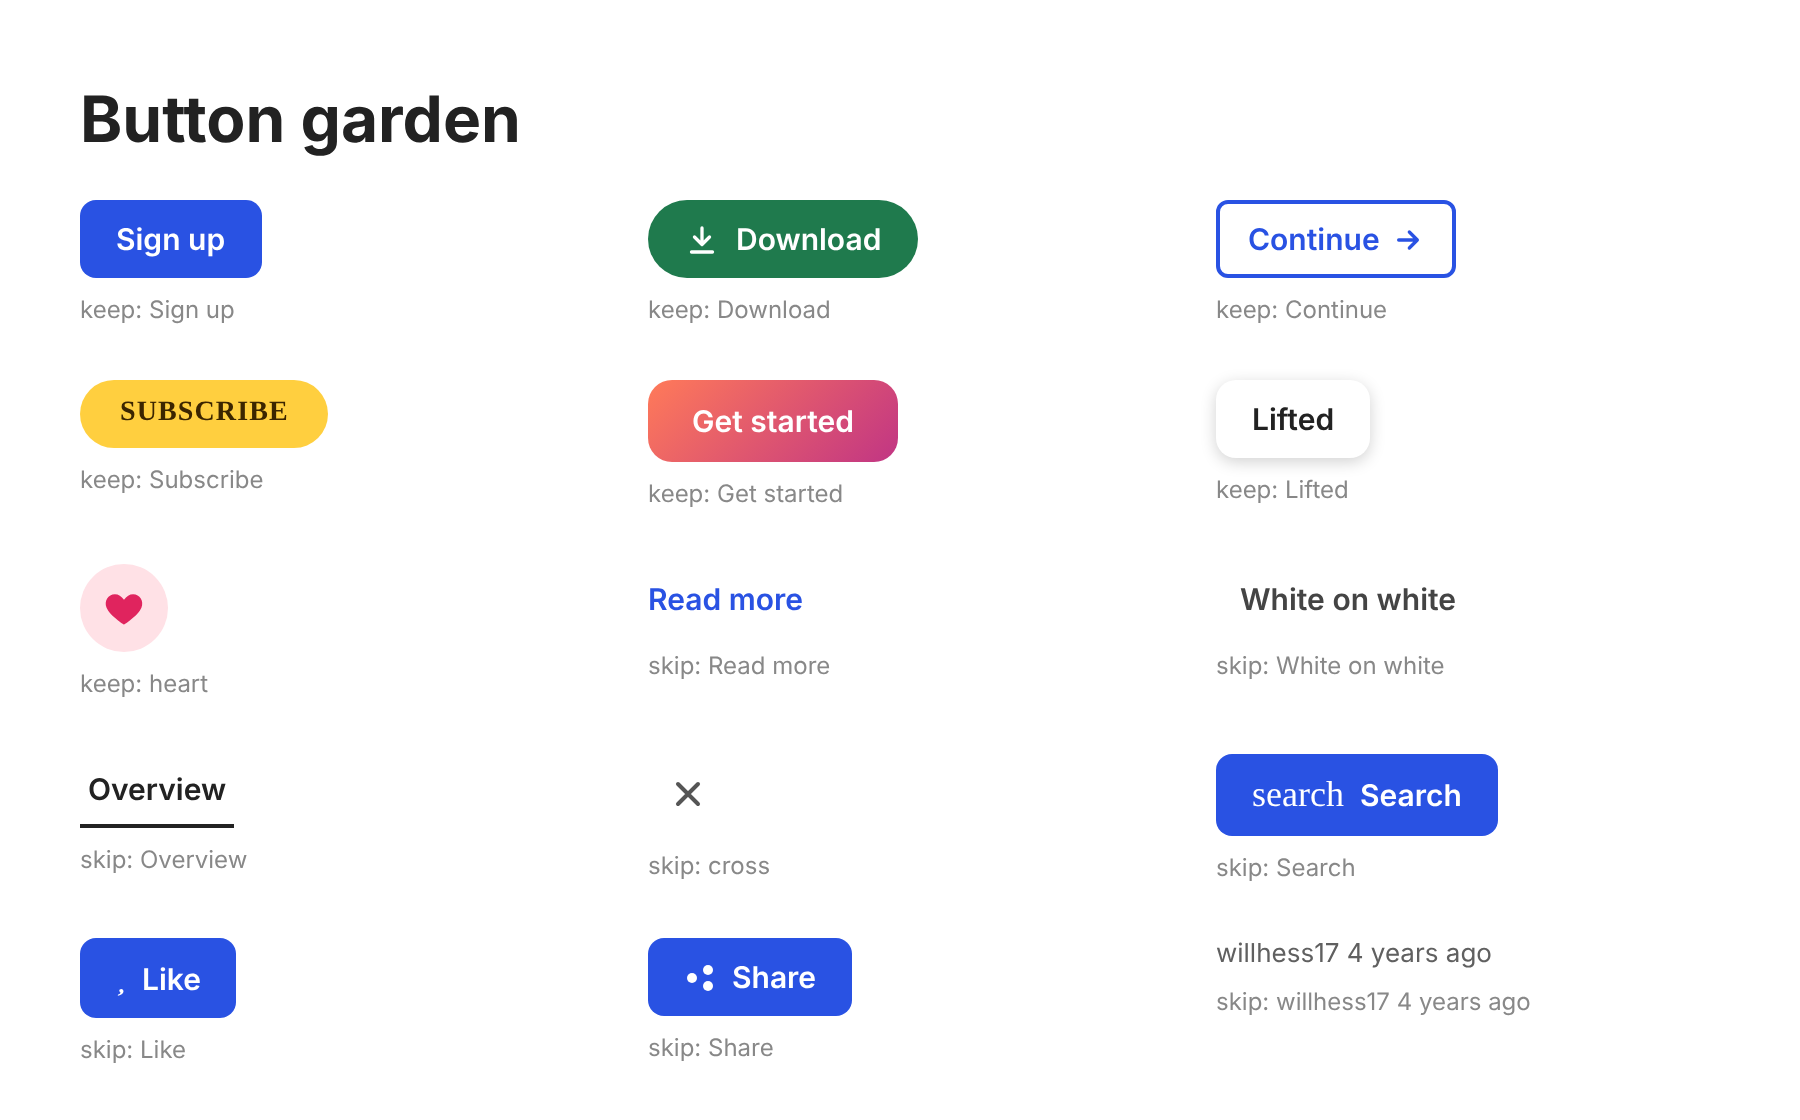 Button garden
Sign up
Download
Continue
keep: Sign up
keep: Download
keep: Continue
SUBSCRIBE
Get started
Lifted
keep: Subscribe
keep: Get started
keep: Lifted
Read more
White on white
keep: heart
skip: Read more
skip: White on white
Overview
search Search
skip: Overview
skip: cross
skip: Search
, Like
Share
willhess17 4 years ago
skip: Like
skip: Share
skip: willhess17 4 years ago